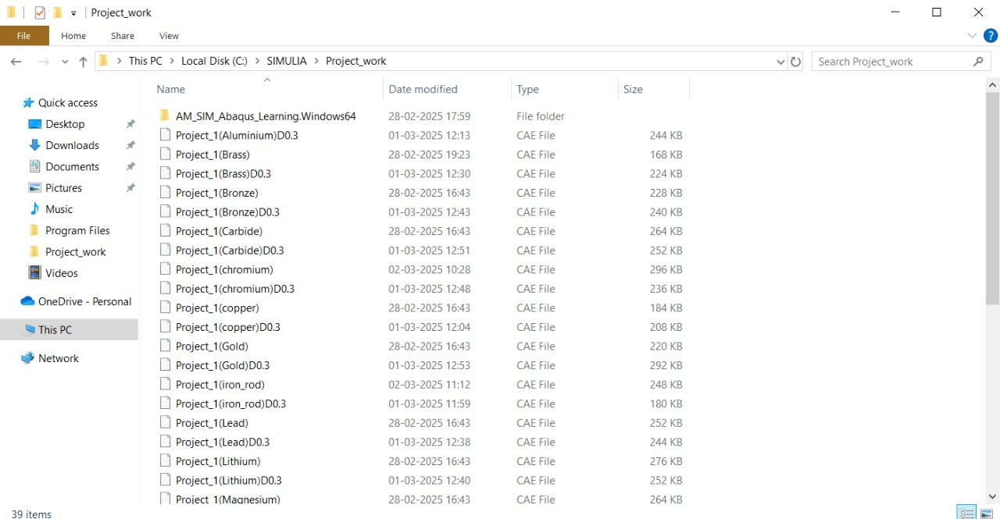 Project_work
File Home Share View
This PC Local Disk (C:) SIMULIA Project_work Search Project_work
Name Date modified Type Size
Quick access
Desktop
Downloads
Documents
Pictures
Music
Program Files
Project_work
Videos
OneDrive - Personal
This PC
Network
AM_SIM_Abaqus_Learning.Windows64 28-02-2025 17:59 File folder
Project_1(Aluminium)D0.3 01-03-2025 12:13 CAE File 244 KB
Project_1(Brass) 28-02-2025 19:23 CAE File 168 KB
Project_1(Brass)D0.3 01-03-2025 12:30 CAE File 224 KB
Project_1(Bronze) 28-02-2025 16:43 CAE File 228 KB
Project_1(Bronze)D0.3 01-03-2025 12:43 CAE File 240 KB
Project_1(Carbide) 28-02-2025 16:43 CAE File 264 KB
Project_1(Carbide)D0.3 01-03-2025 12:51 CAE File 252 KB
Project_1(chromium) 02-03-2025 10:28 CAE File 296 KB
Project_1(chromium)D0.3 01-03-2025 12:48 CAE File 236 KB
Project_1(copper) 28-02-2025 16:43 CAE File 184 KB
Project_1(copper)D0.3 01-03-2025 12:04 CAE File 208 KB
Project_1(Gold) 28-02-2025 16:43 CAE File 220 KB
Project_1(Gold)D0.3 01-03-2025 12:53 CAE File 292 KB
Project_1(iron_rod) 02-03-2025 11:12 CAE File 248 KB
Project_1(iron_rod)D0.3 01-03-2025 11:59 CAE File 180 KB
Project_1(Lead) 28-02-2025 16:43 CAE File 252 KB
Project_1(Lead)D0.3 01-03-2025 12:38 CAE File 244 KB
Project_1(Lithium) 28-02-2025 16:43 CAE File 276 KB
Project_1(Lithium)D0.3 01-03-2025 12:40 CAE File 252 KB
Project_1(Magnesium) 28-02-2025 16:43 CAE File 264 KB
39 items